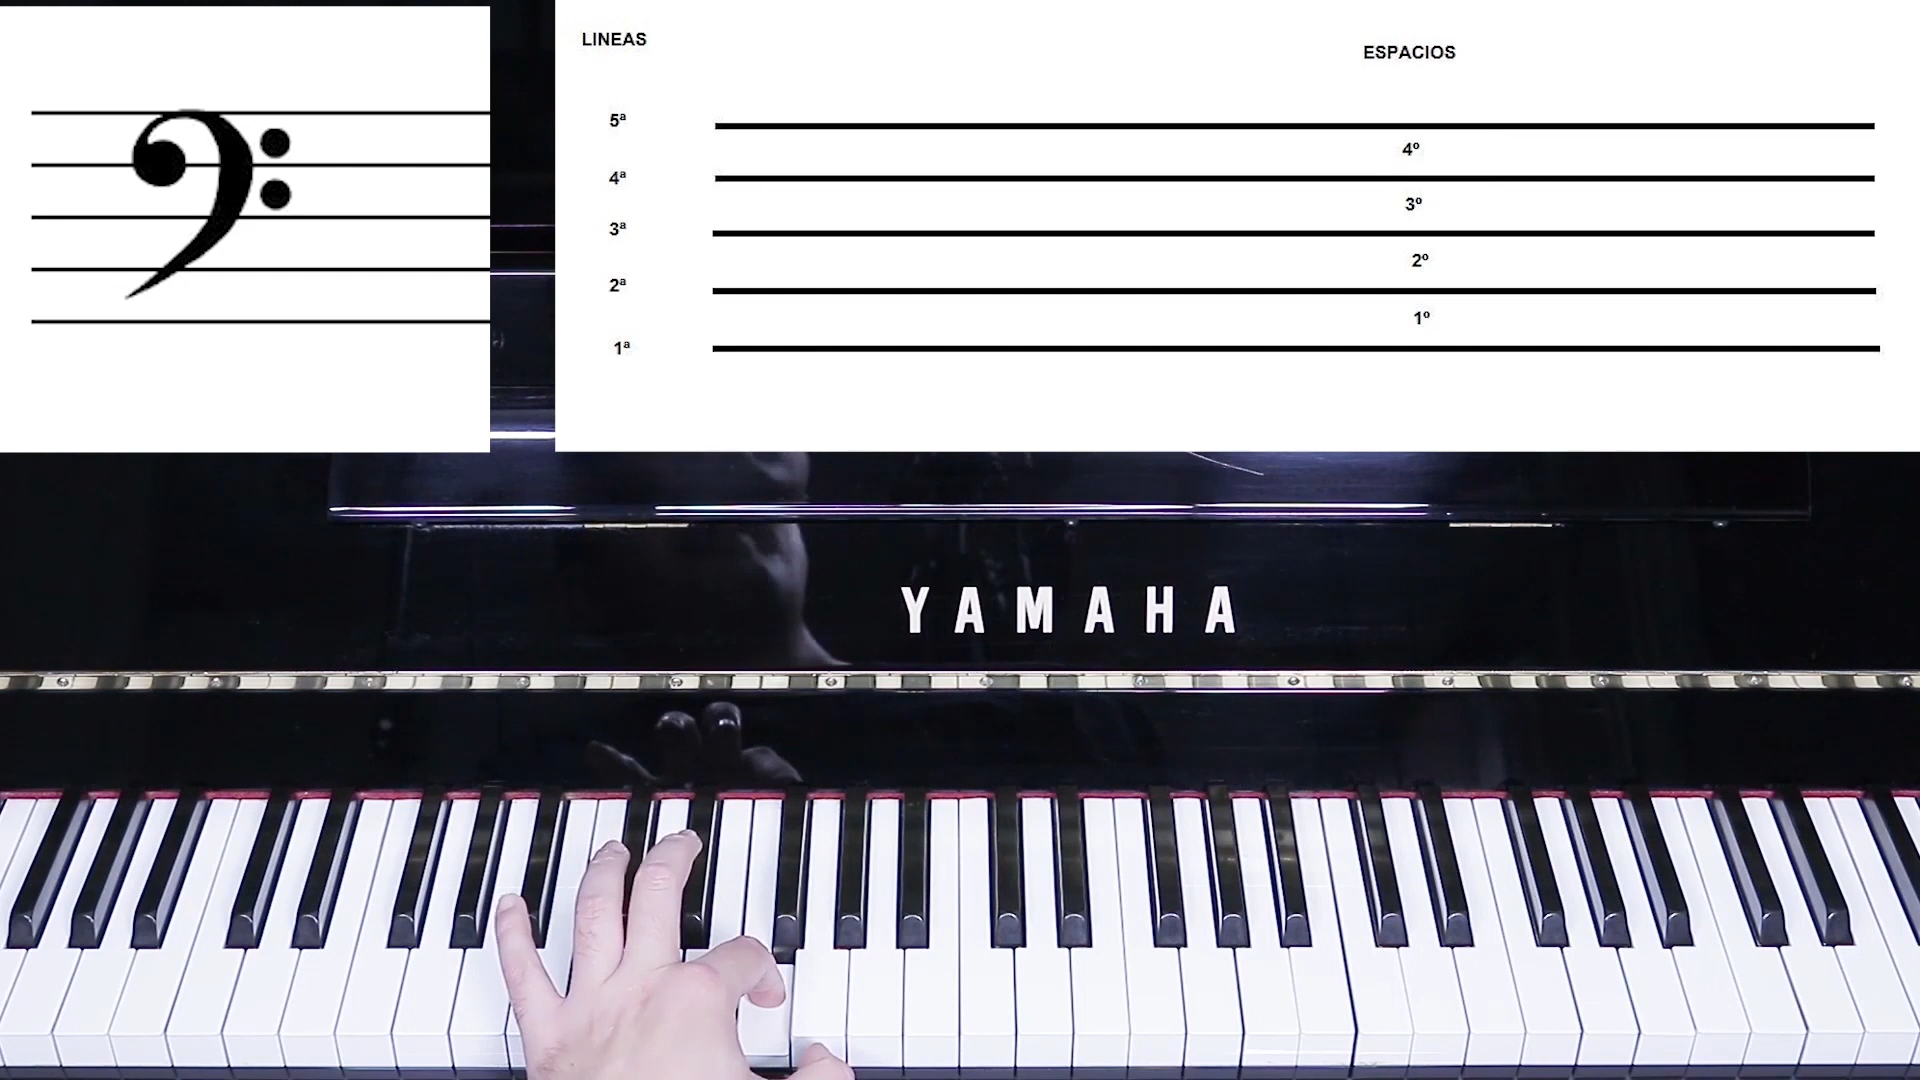 LINEAS
ESPACIOS
5ª
4º
4ª
3º
3ª
2º
2ª
1º
1ª
YAMAHA